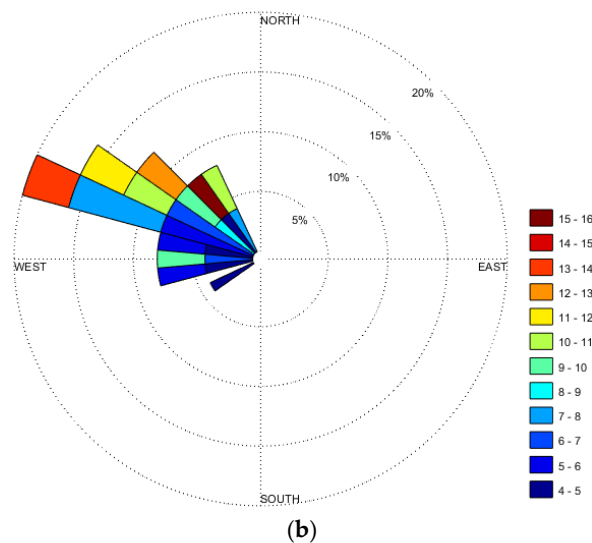 NORTH
20%
15%
10%
5%
WEST
EAST
SOUTH
15 - 16
14 - 15
13 - 14
12 - 13
11 - 12
10 - 11
9 - 10
8 - 9
7 - 8
6 - 7
5 - 6
4 - 5
(b)